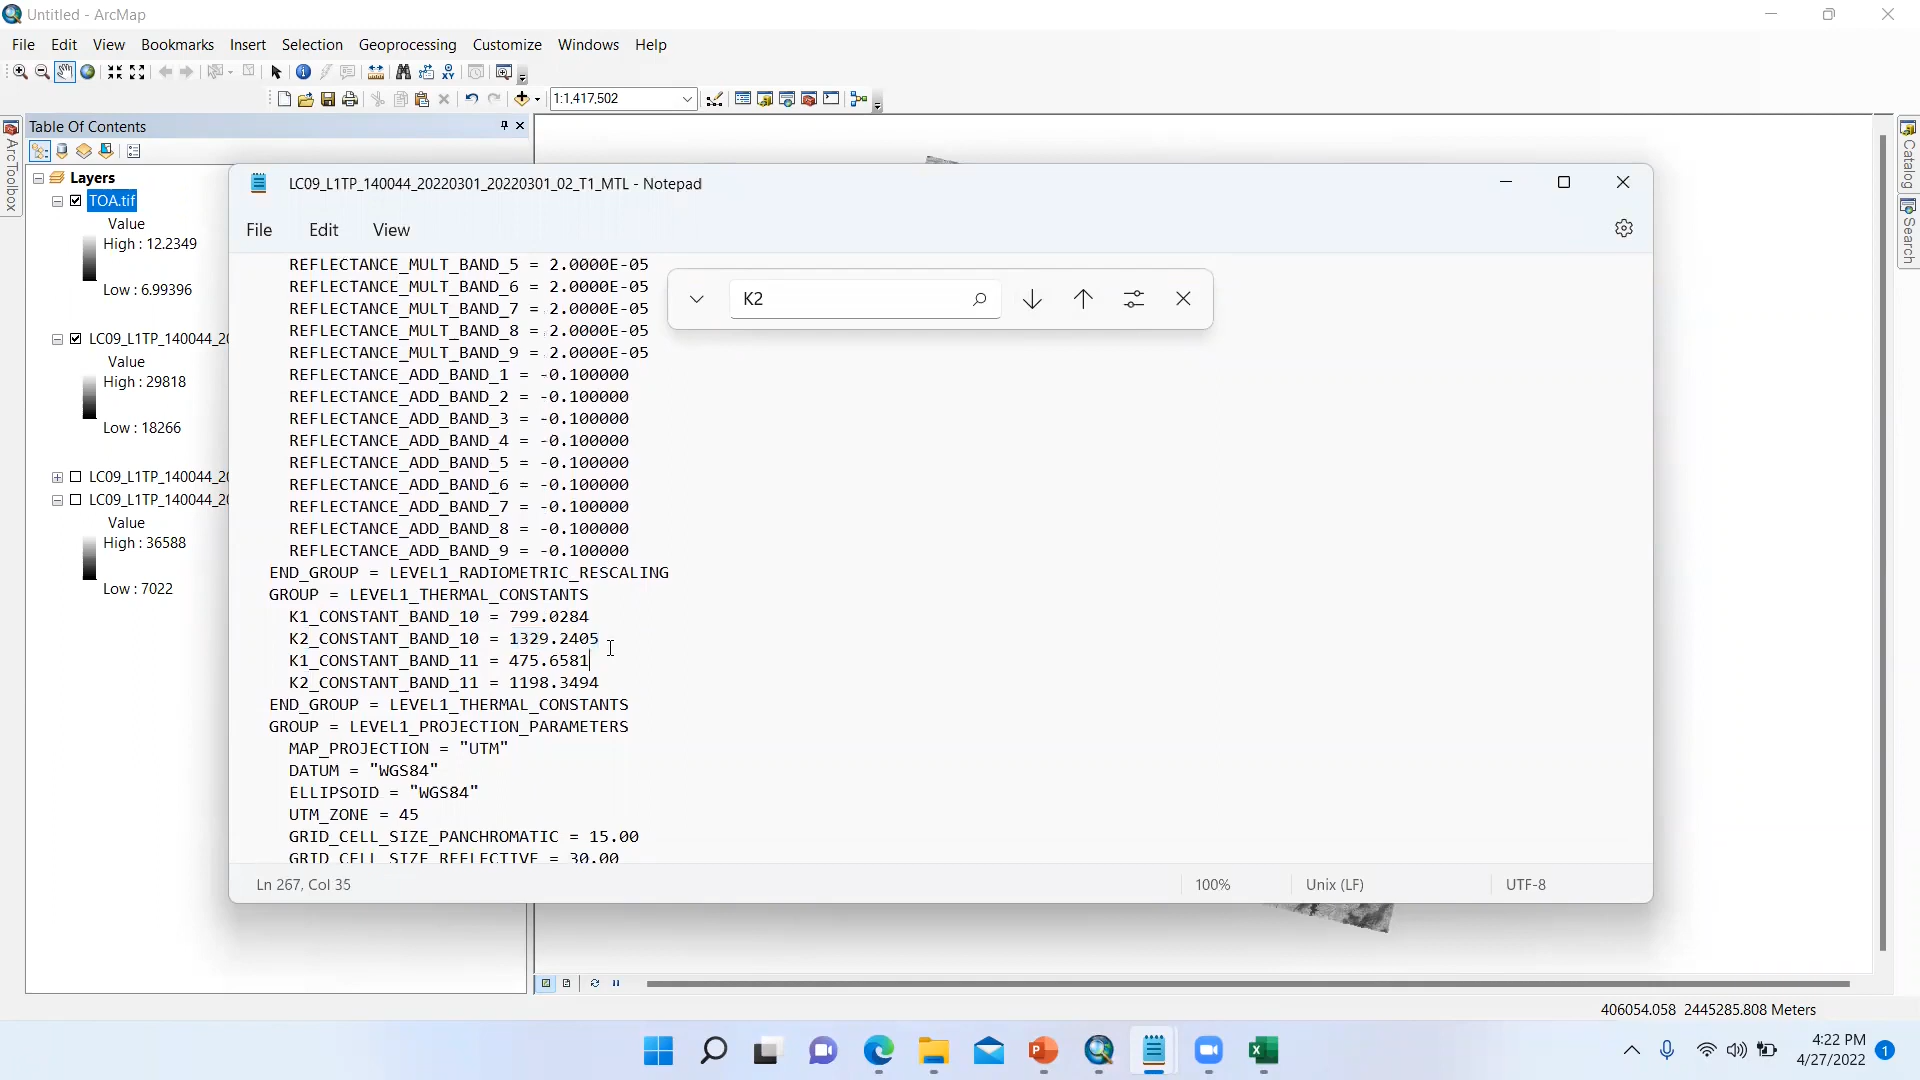 Untitled - ArcMap
File Edit View Bookmarks Insert Selection Geoprocessing Customize Windows Help
1:1,417,502
Table Of Contents
ArcToolbox
Layers
TOA.tif
Value
High : 12.2349
Low : 6.99396
LC09_L1TP_140044_20
Value
High : 29818
Low : 18266
LC09_L1TP_140044_20
LC09_L1TP_140044_20
Value
High : 36588
Low : 7022
Catalog
Search
LC09_L1TP_140044_20220301_20220301_02_T1_MTL - Notepad
File Edit View
K2
REFLECTANCE_MULT_BAND_5 = 2.0000E-05
REFLECTANCE_MULT_BAND_6 = 2.0000E-05
REFLECTANCE_MULT_BAND_7 = 2.0000E-05
REFLECTANCE_MULT_BAND_8 = 2.0000E-05
REFLECTANCE_MULT_BAND_9 = 2.0000E-05
REFLECTANCE_ADD_BAND_1 = -0.100000
REFLECTANCE_ADD_BAND_2 = -0.100000
REFLECTANCE_ADD_BAND_3 = -0.100000
REFLECTANCE_ADD_BAND_4 = -0.100000
REFLECTANCE_ADD_BAND_5 = -0.100000
REFLECTANCE_ADD_BAND_6 = -0.100000
REFLECTANCE_ADD_BAND_7 = -0.100000
REFLECTANCE_ADD_BAND_8 = -0.100000
REFLECTANCE_ADD_BAND_9 = -0.100000
END_GROUP = LEVEL1_RADIOMETRIC_RESCALING
GROUP = LEVEL1_THERMAL_CONSTANTS
K1_CONSTANT_BAND_10 = 799.0284
K2_CONSTANT_BAND_10 = 1329.2405
K1_CONSTANT_BAND_11 = 475.6581
K2_CONSTANT_BAND_11 = 1198.3494
END_GROUP = LEVEL1_THERMAL_CONSTANTS
GROUP = LEVEL1_PROJECTION_PARAMETERS
MAP_PROJECTION = "UTM"
DATUM = "WGS84"
ELLIPSOID = "WGS84"
UTM_ZONE = 45
GRID_CELL_SIZE_PANCHROMATIC = 15.00
GRID_CELL_SIZE_REFLECTIVE = 30.00
Ln 267, Col 35
100%
Unix (LF)
UTF-8
406054.058 2445285.808 Meters
4:22 PM
4/27/2022
1